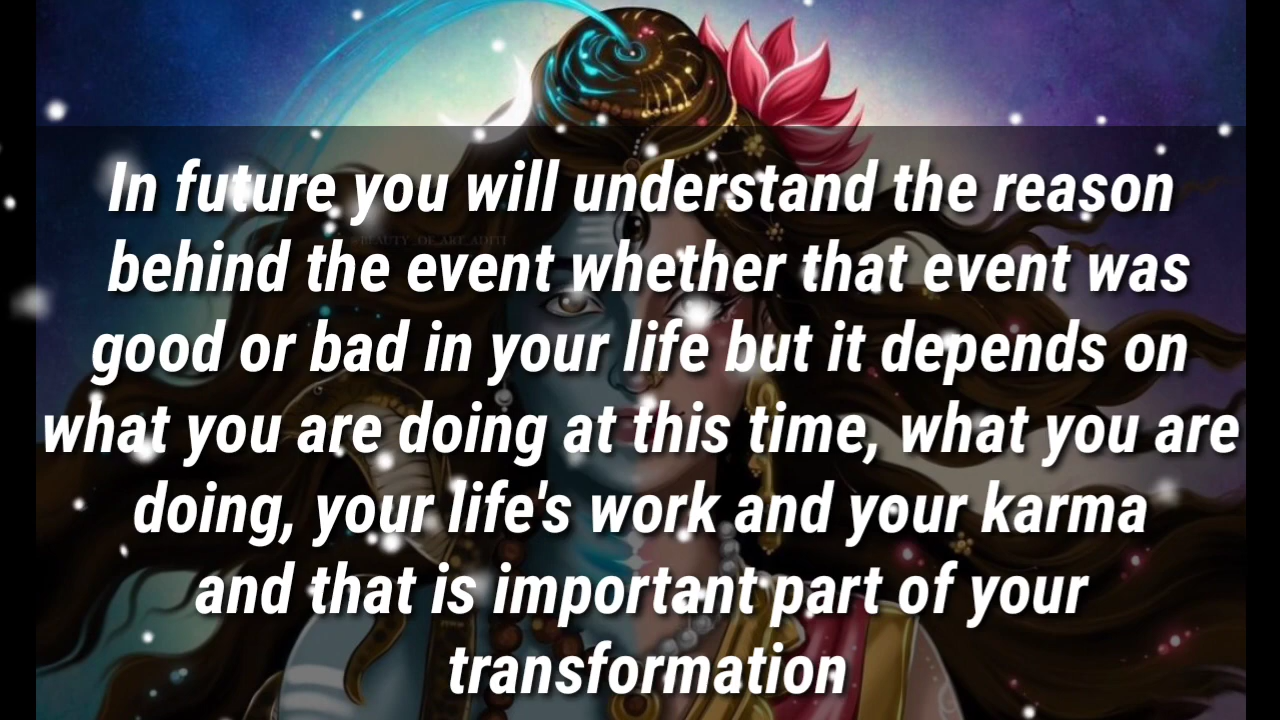 In future you will understand the reason
behind the event whether that event was
good or bad in your life but it depends on
what you are doing at this time, what you are
doing, your life's work and your karma
and that is important part of your
transformation